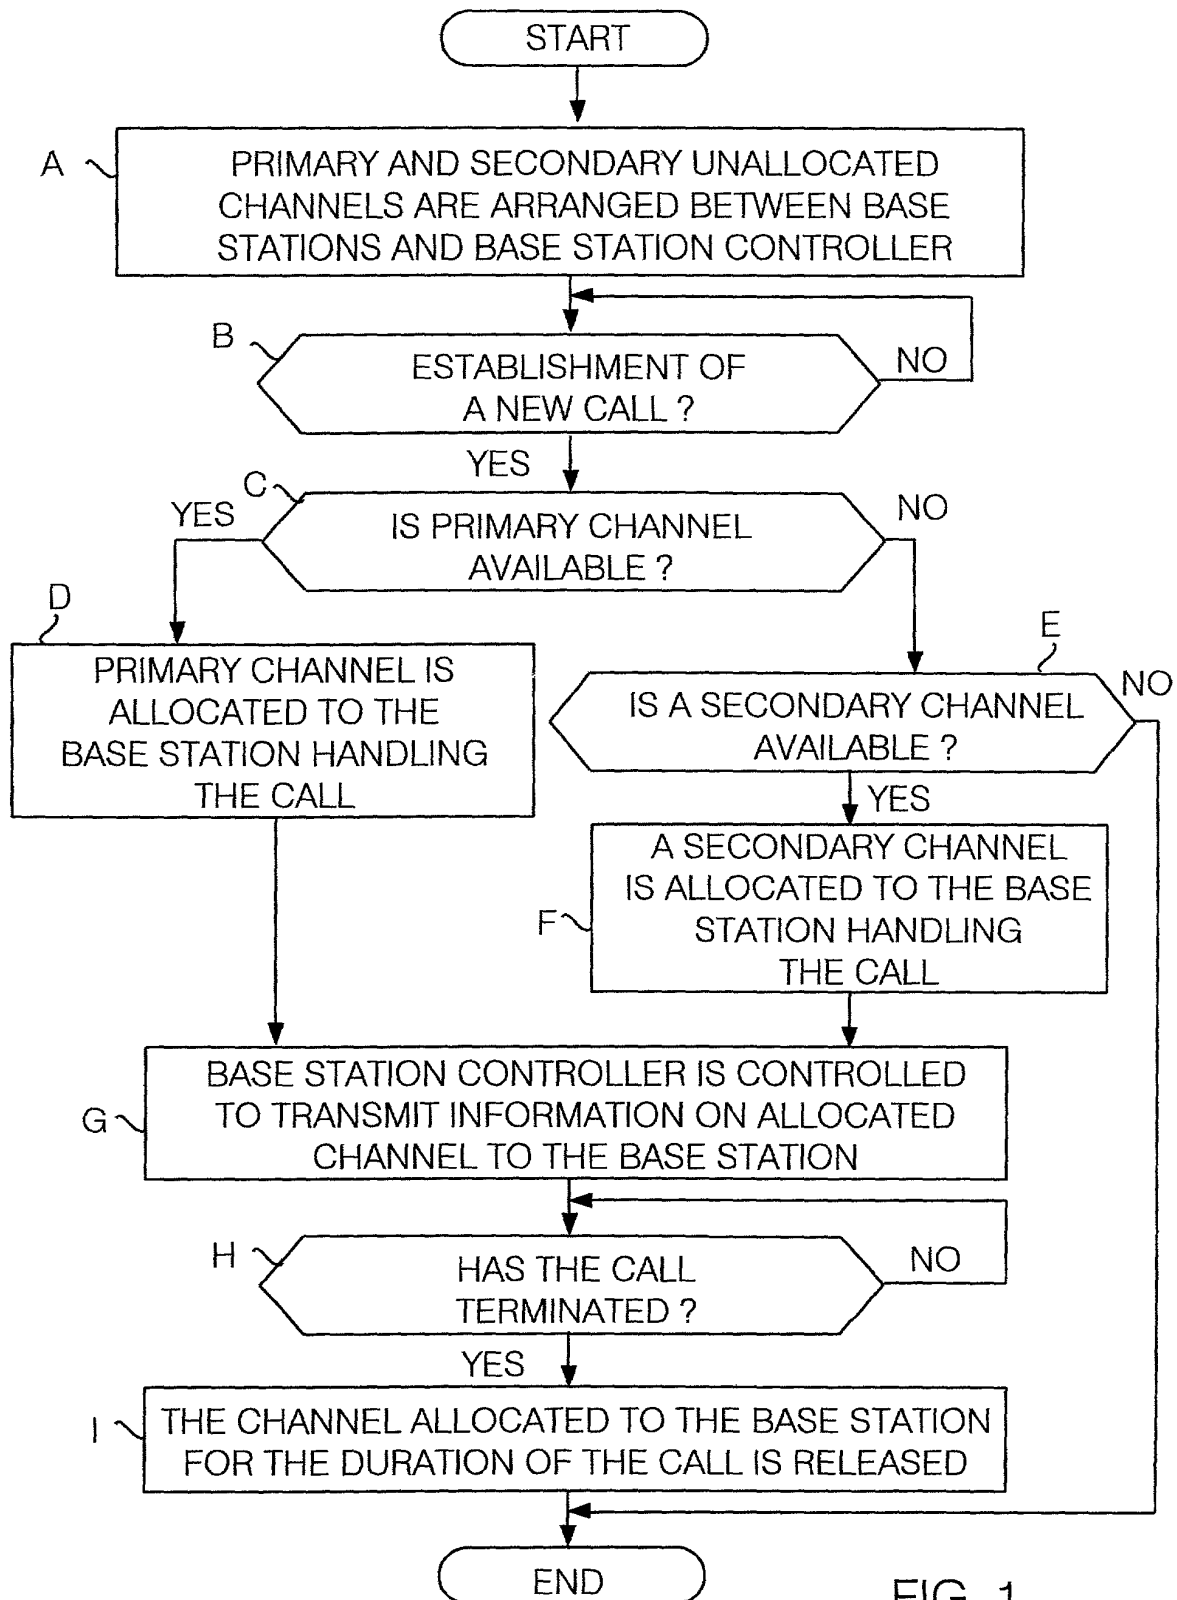 START
A
PRIMARY AND SECONDARY UNALLOCATED
CHANNELS ARE ARRANGED BETWEEN BASE
STATIONS AND BASE STATION CONTROLLER
B
ESTABLISHMENT OF
A NEW CALL ?
NO
YES
C
YES
IS PRIMARY CHANNEL
AVAILABLE ?
NO
D
PRIMARY CHANNEL IS
ALLOCATED TO THE
BASE STATION HANDLING
THE CALL
E
IS A SECONDARY CHANNEL
AVAILABLE ?
NO
YES
F
A SECONDARY CHANNEL
IS ALLOCATED TO THE BASE
STATION HANDLING
THE CALL
G
BASE STATION CONTROLLER IS CONTROLLED
TO TRANSMIT INFORMATION ON ALLOCATED
CHANNEL TO THE BASE STATION
H
HAS THE CALL
TERMINATED ?
NO
YES
I
THE CHANNEL ALLOCATED TO THE BASE STATION
FOR THE DURATION OF THE CALL IS RELEASED
END
FIG. 1